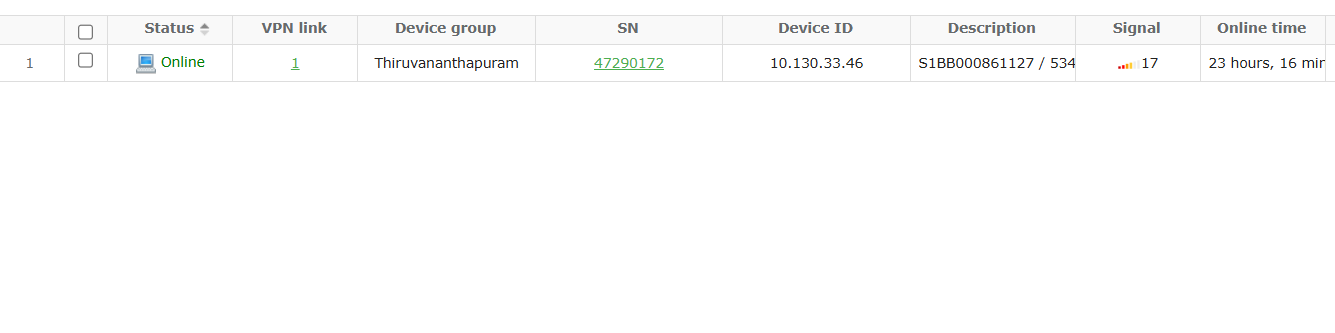 Status VPN link Device group SN Device ID Description Signal Online time
1 Online 1 Thiruvananthapuram 47290172 10.130.33.46 S1BB000861127 / 534 17 23 hours, 16 min